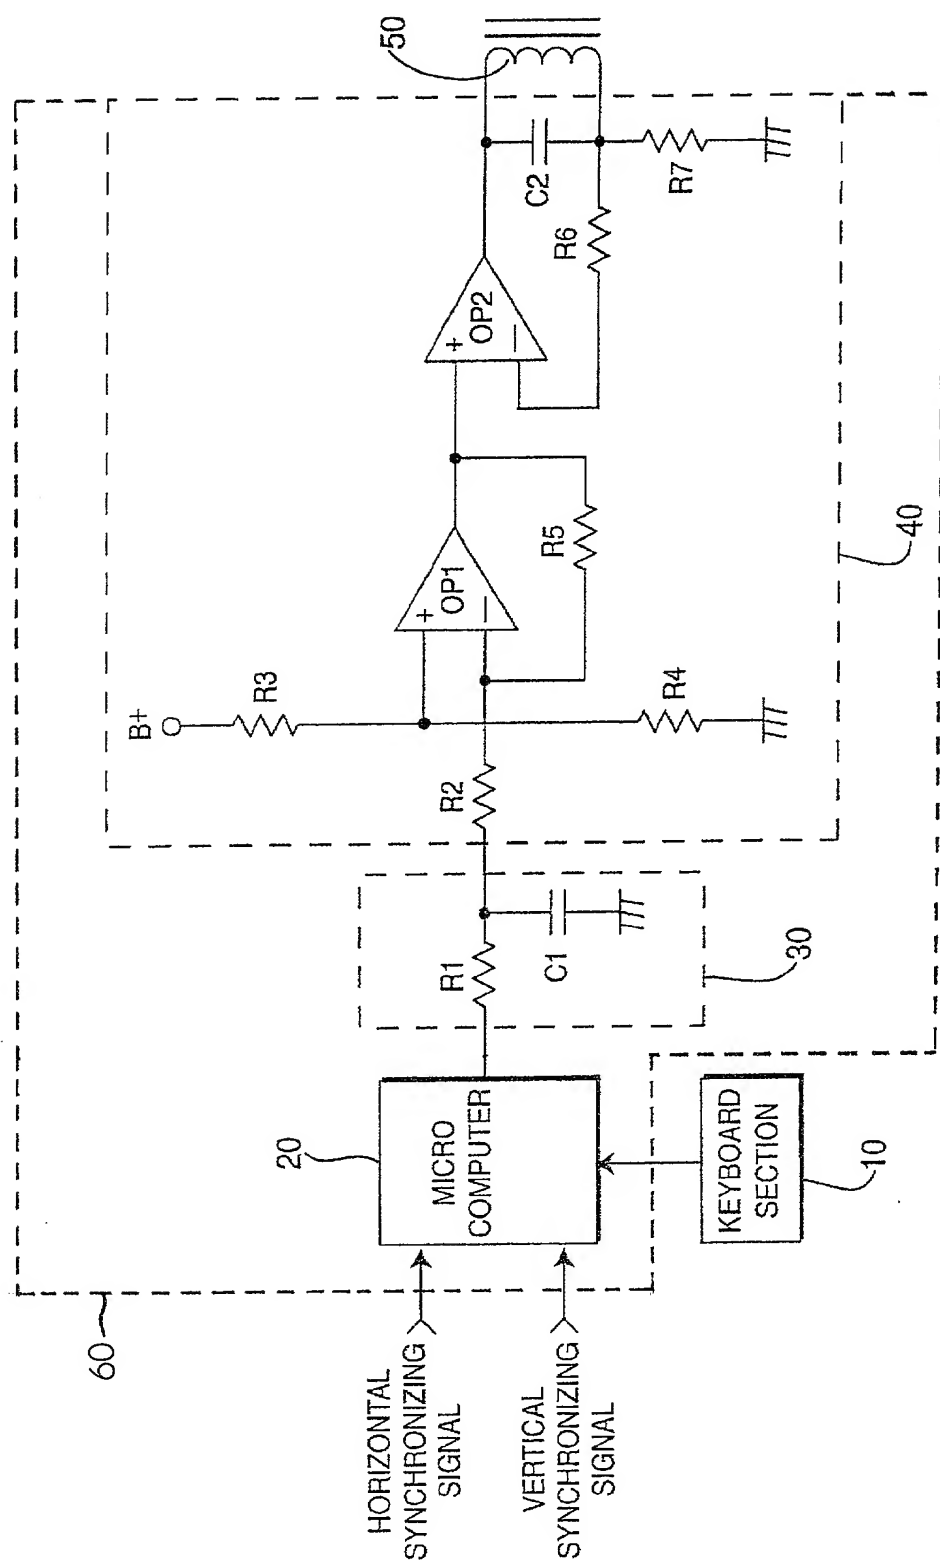 HORIZONTAL
SYNCHRONIZING
SIGNAL
VERTICAL
SYNCHRONIZING
SIGNAL
60
20
MICRO
COMPUTER
KEYBOARD
SECTION
10
R1
C1
30
R2
B+
R3
R4
+
−
OP1
R5
40
+
−
OP2
R6
C2
R7
50